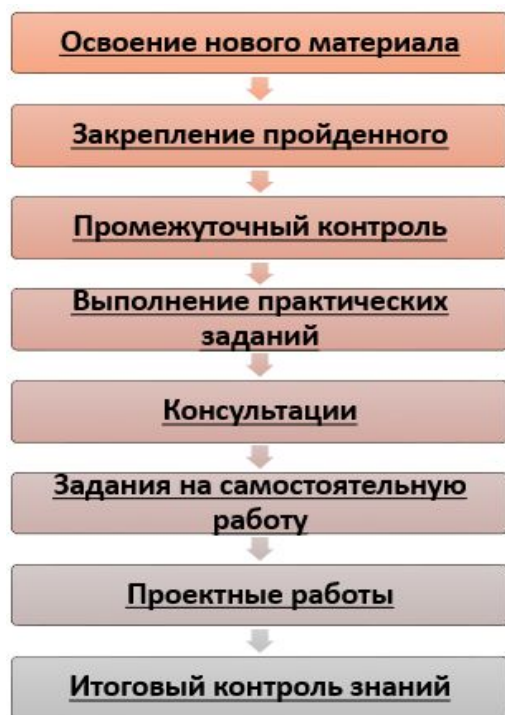 Освоение нового материала
Закрепление пройденного
Промежуточный контроль
Выполнение практических
заданий
Консультации
Задания на самостоятельную
работу
Проектные работы
Итоговый контроль знаний